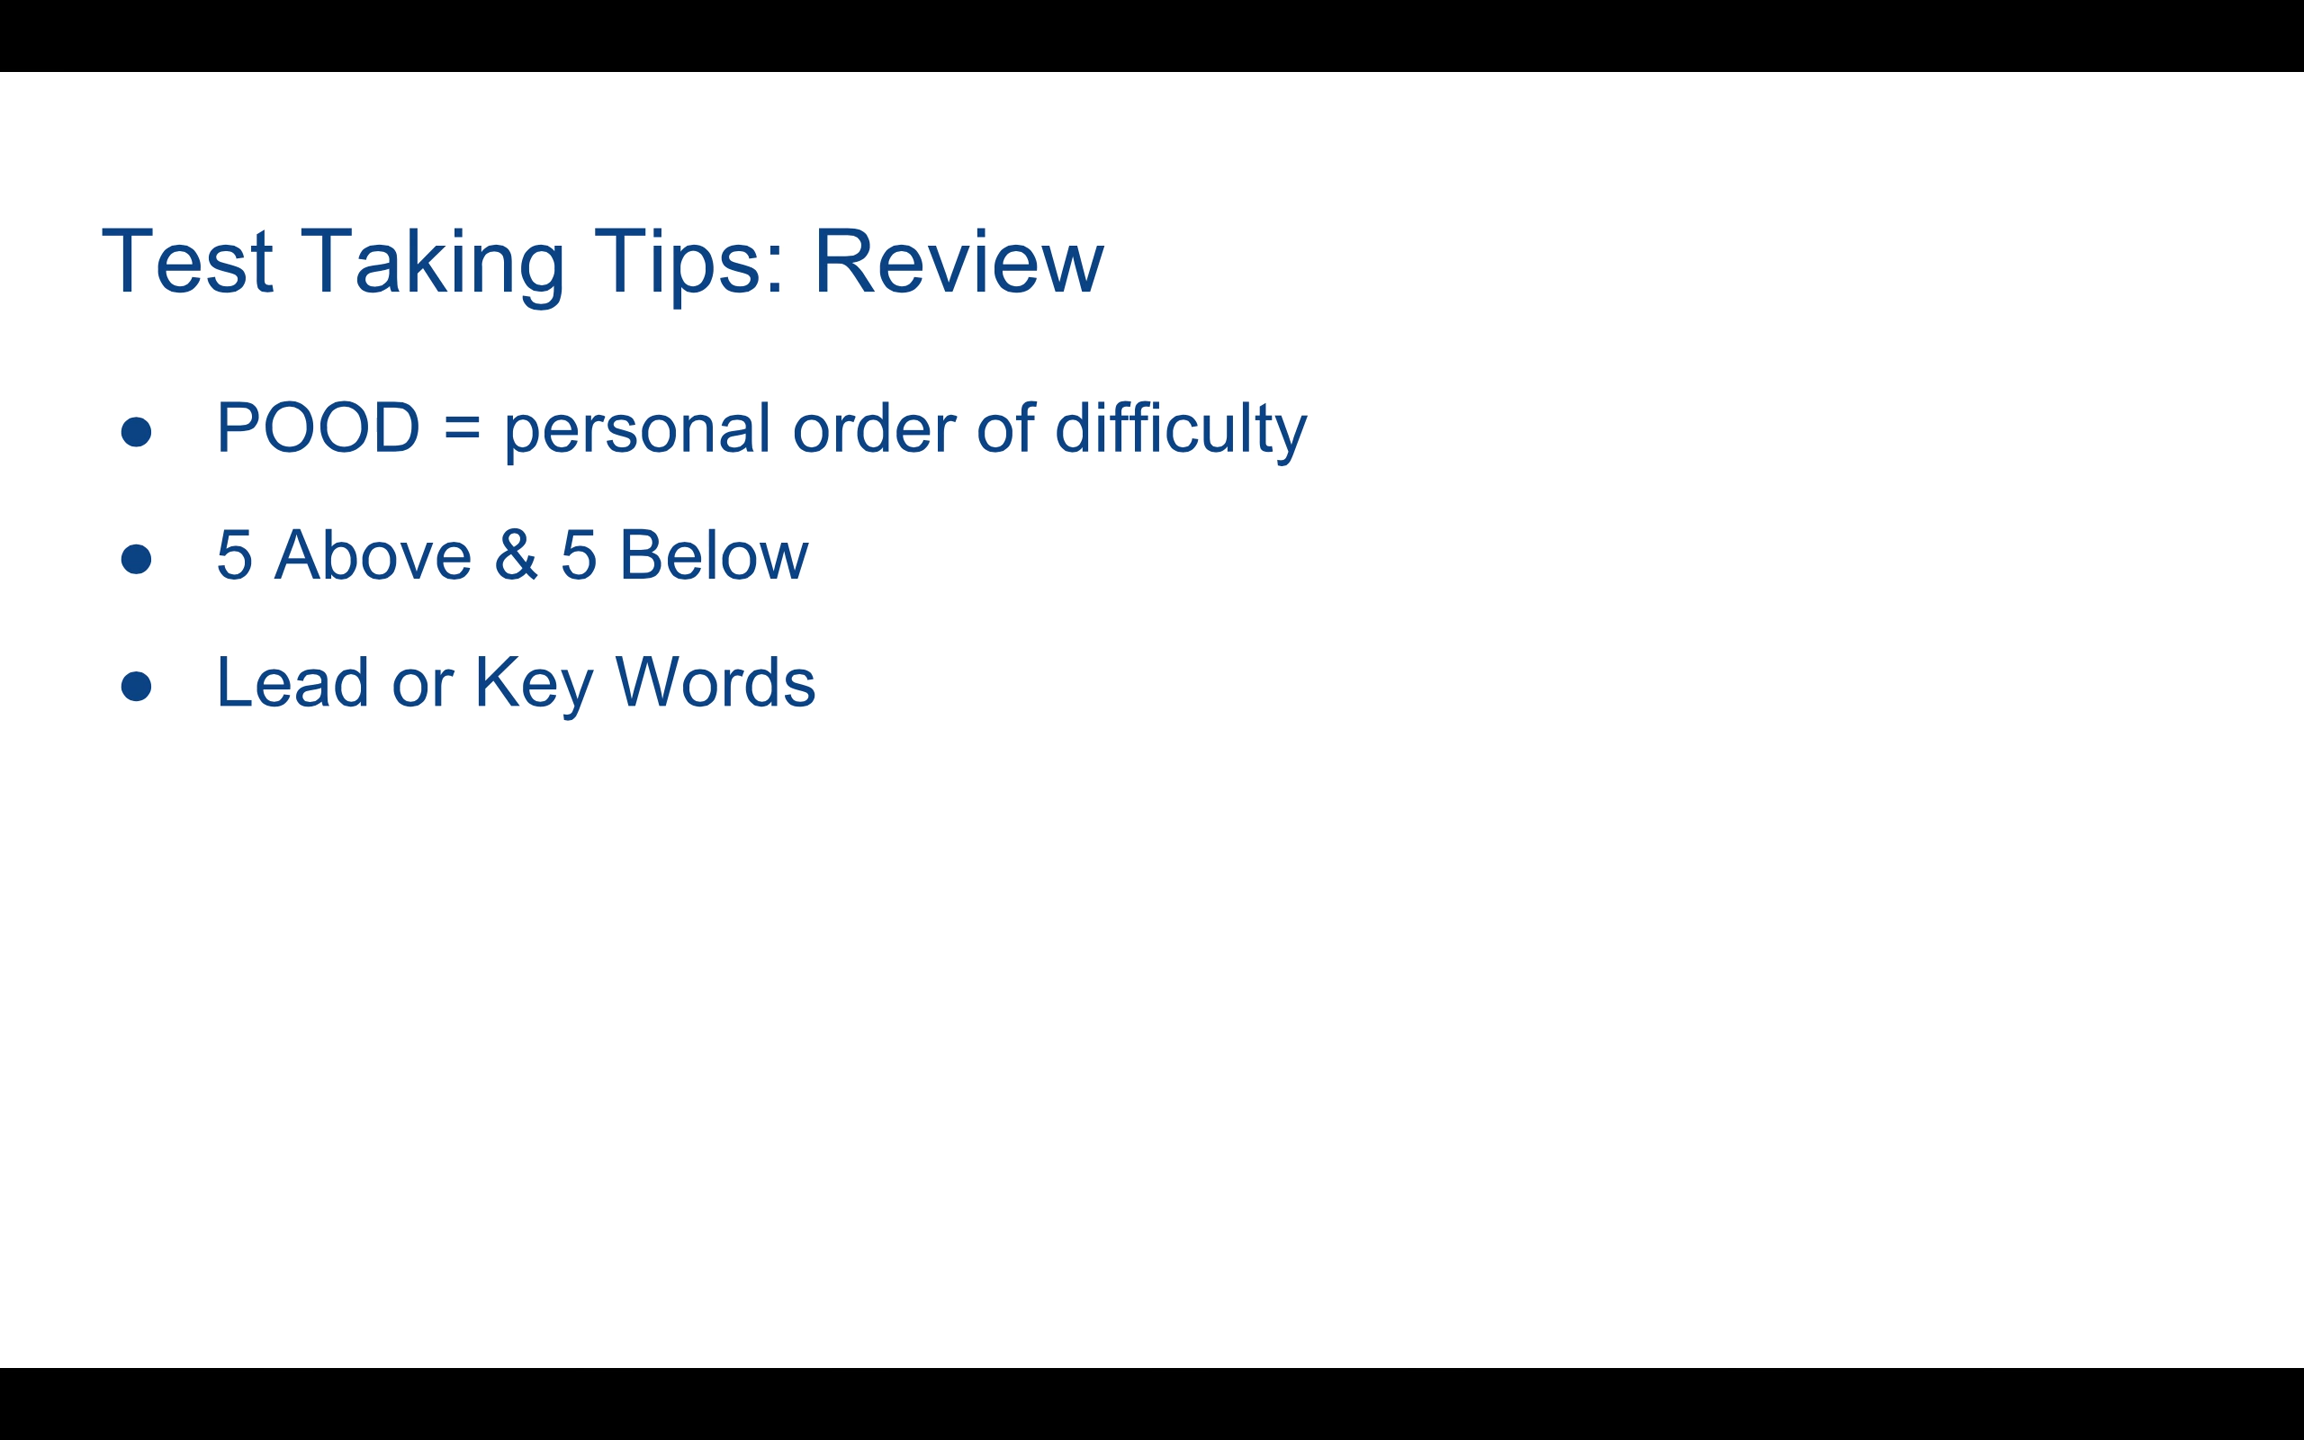 Test Taking Tips: Review
● POOD = personal order of difficulty
● 5 Above & 5 Below
● Lead or Key Words